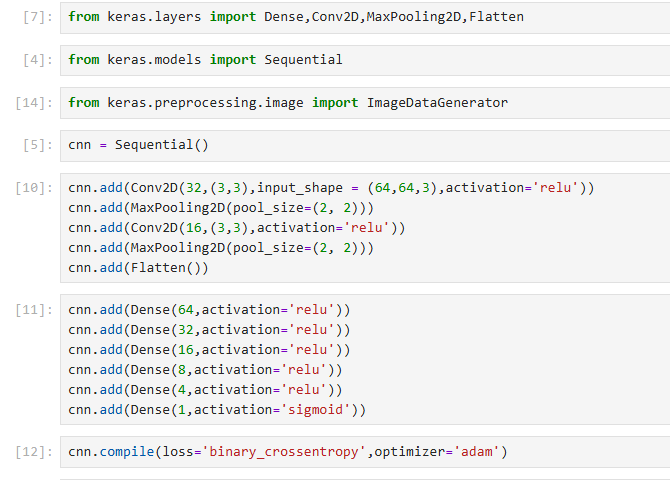 [7]: from keras.layers import Dense,Conv2D,MaxPooling2D,Flatten
[4]: from keras.models import Sequential
[14]: from keras.preprocessing.image import ImageDataGenerator
[5]: cnn = Sequential()
[10]: cnn.add(Conv2D(32,(3,3),input_shape = (64,64,3),activation='relu'))
cnn.add(MaxPooling2D(pool_size=(2, 2)))
cnn.add(Conv2D(16,(3,3),activation='relu'))
cnn.add(MaxPooling2D(pool_size=(2, 2)))
cnn.add(Flatten())
[11]: cnn.add(Dense(64,activation='relu'))
cnn.add(Dense(32,activation='relu'))
cnn.add(Dense(16,activation='relu'))
cnn.add(Dense(8,activation='relu'))
cnn.add(Dense(4,activation='relu'))
cnn.add(Dense(1,activation='sigmoid'))
[12]: cnn.compile(loss='binary_crossentropy',optimizer='adam')